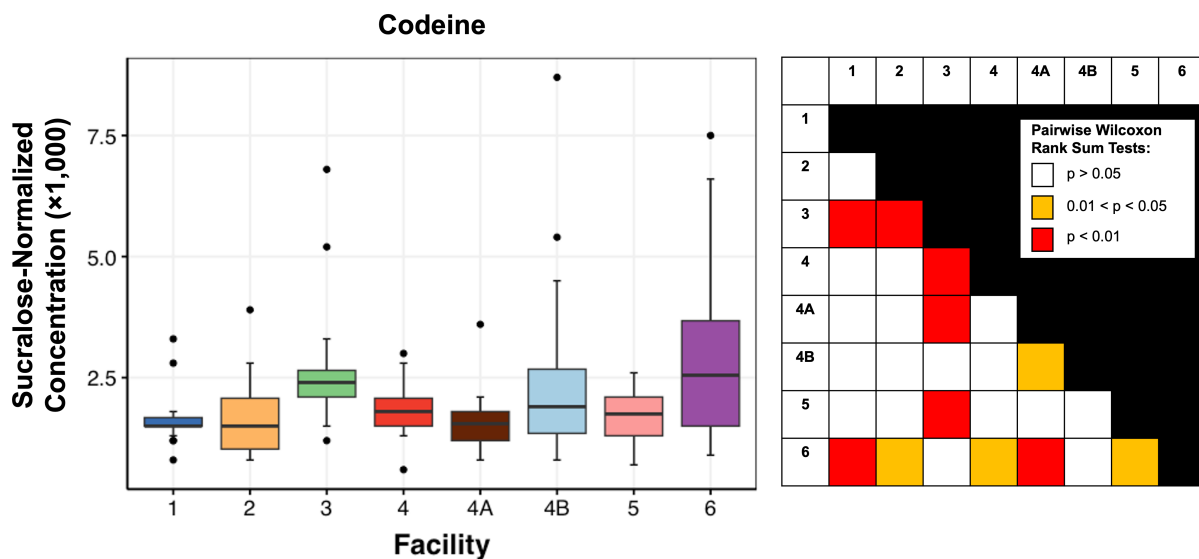 Codeine
Sucralose-Normalized
Concentration (×1,000)
7.5
5.0
2.5
1 2 3 4 4A 4B 5 6
Facility
1 2 3 4 4A 4B 5 6
1
2
3
4
4A
4B
5
6
Pairwise Wilcoxon
Rank Sum Tests:
p > 0.05
0.01 < p < 0.05
p < 0.01